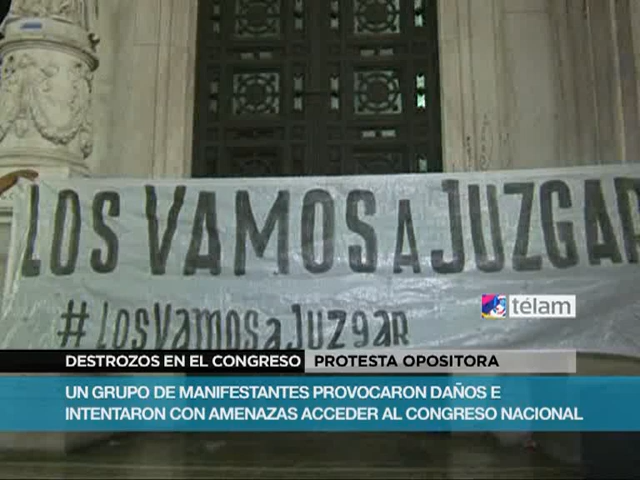 LOS VAMOS A JUZGAR
#LosVamosaJuzgAR
télam
DESTROZOS EN EL CONGRESO PROTESTA OPOSITORA
UN GRUPO DE MANIFESTANTES PROVOCARON DAÑOS E
INTENTARON CON AMENAZAS ACCEDER AL CONGRESO NACIONAL